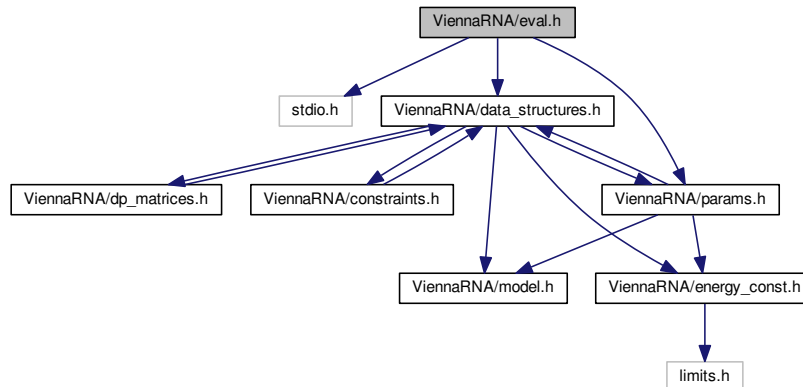 ViennaRNA/eval.h
stdio.h
ViennaRNA/data_structures.h
ViennaRNA/dp_matrices.h
ViennaRNA/constraints.h
ViennaRNA/params.h
ViennaRNA/model.h
ViennaRNA/energy_const.h
limits.h